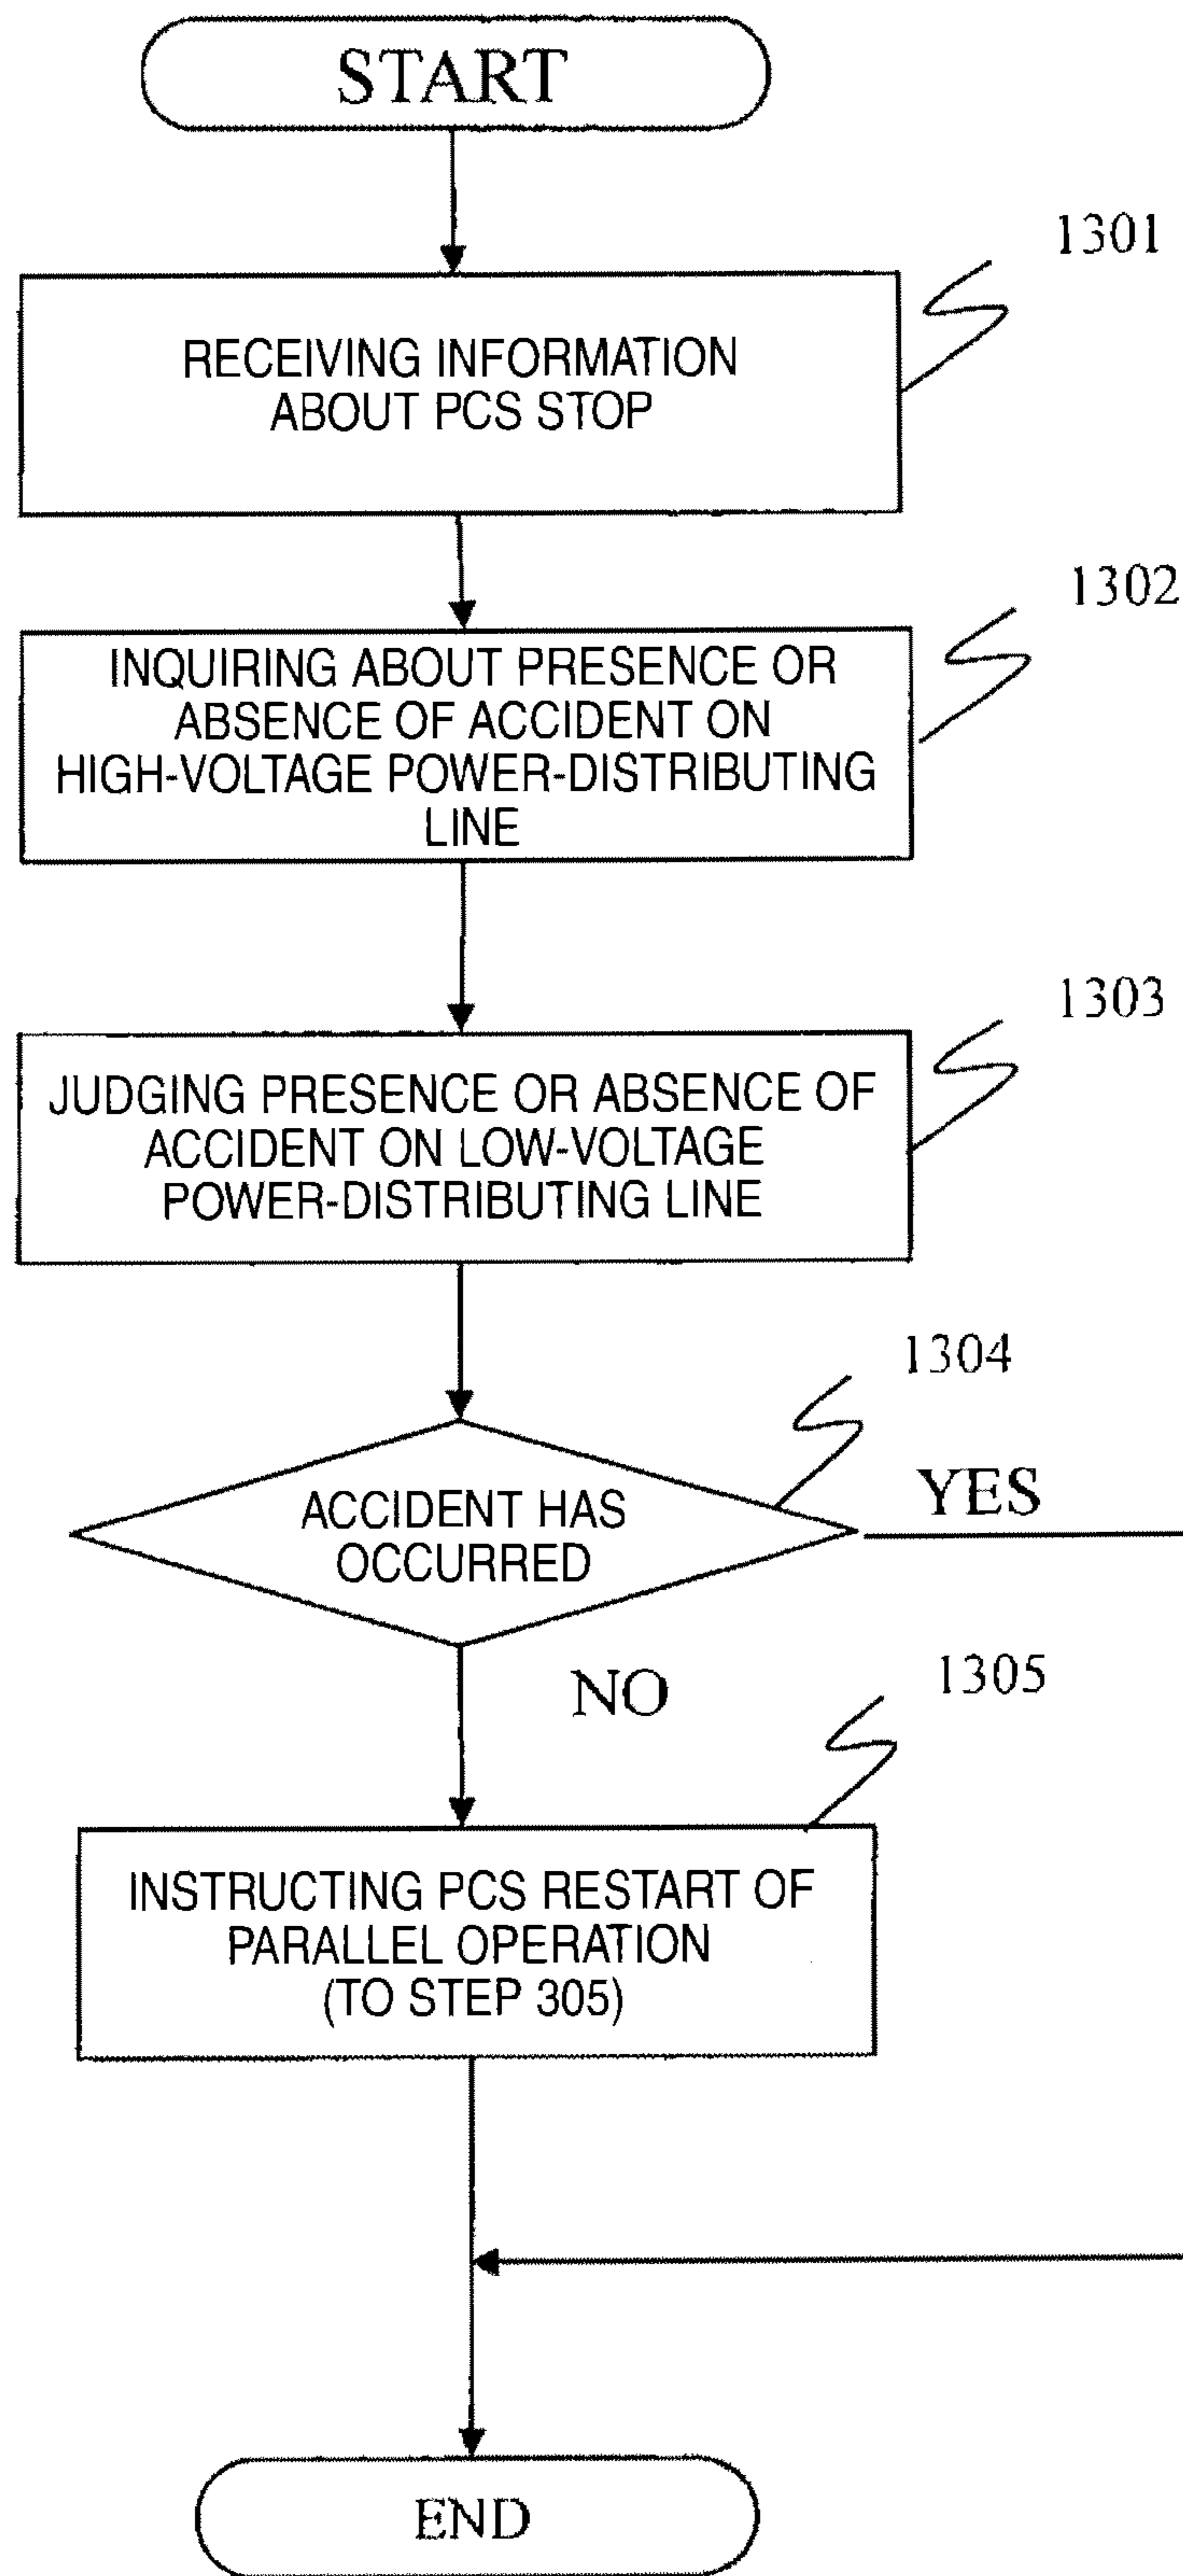 START
1301
RECEIVING INFORMATION
ABOUT PCS STOP
1302
INQUIRING ABOUT PRESENCE OR
ABSENCE OF ACCIDENT ON
HIGH-VOLTAGE POWER-DISTRIBUTING
LINE
1303
JUDGING PRESENCE OR ABSENCE OF
ACCIDENT ON LOW-VOLTAGE
POWER-DISTRIBUTING LINE
1304
YES
ACCIDENT HAS
OCCURRED
NO
1305
INSTRUCTING PCS RESTART OF
PARALLEL OPERATION
(TO STEP 305)
END